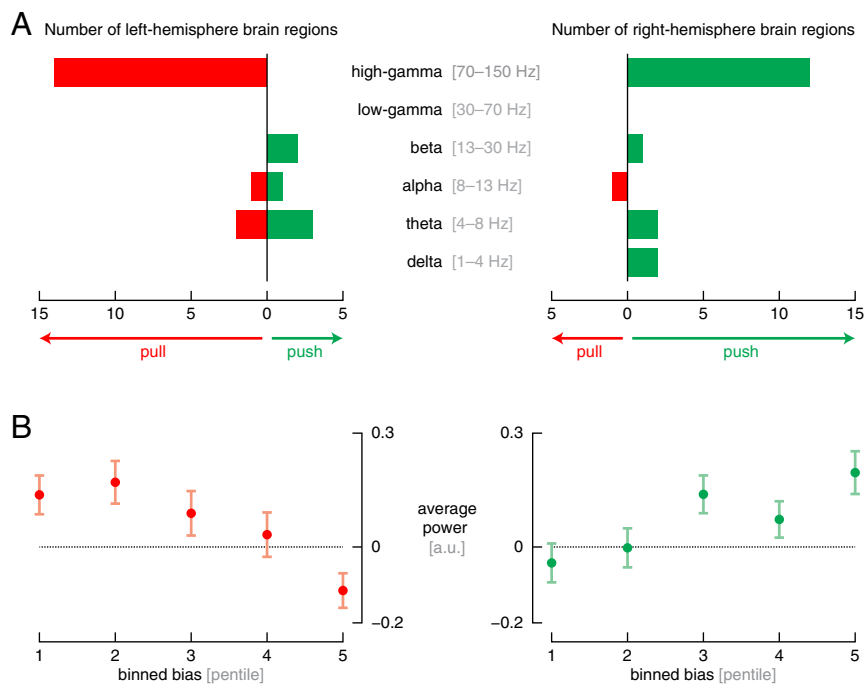 A
Number of left-hemisphere brain regions
Number of right-hemisphere brain regions
high-gamma [70–150 Hz]
low-gamma [30–70 Hz]
beta [13–30 Hz]
alpha [8–13 Hz]
theta [4–8 Hz]
delta [1–4 Hz]
15 10 5 0 5
5 0 5 10 15
pull push
pull push
B
0.3
0
-0.2
average
power
[a.u.]
0.3
0
-0.2
1 2 3 4 5
binned bias [pentile]
1 2 3 4 5
binned bias [pentile]